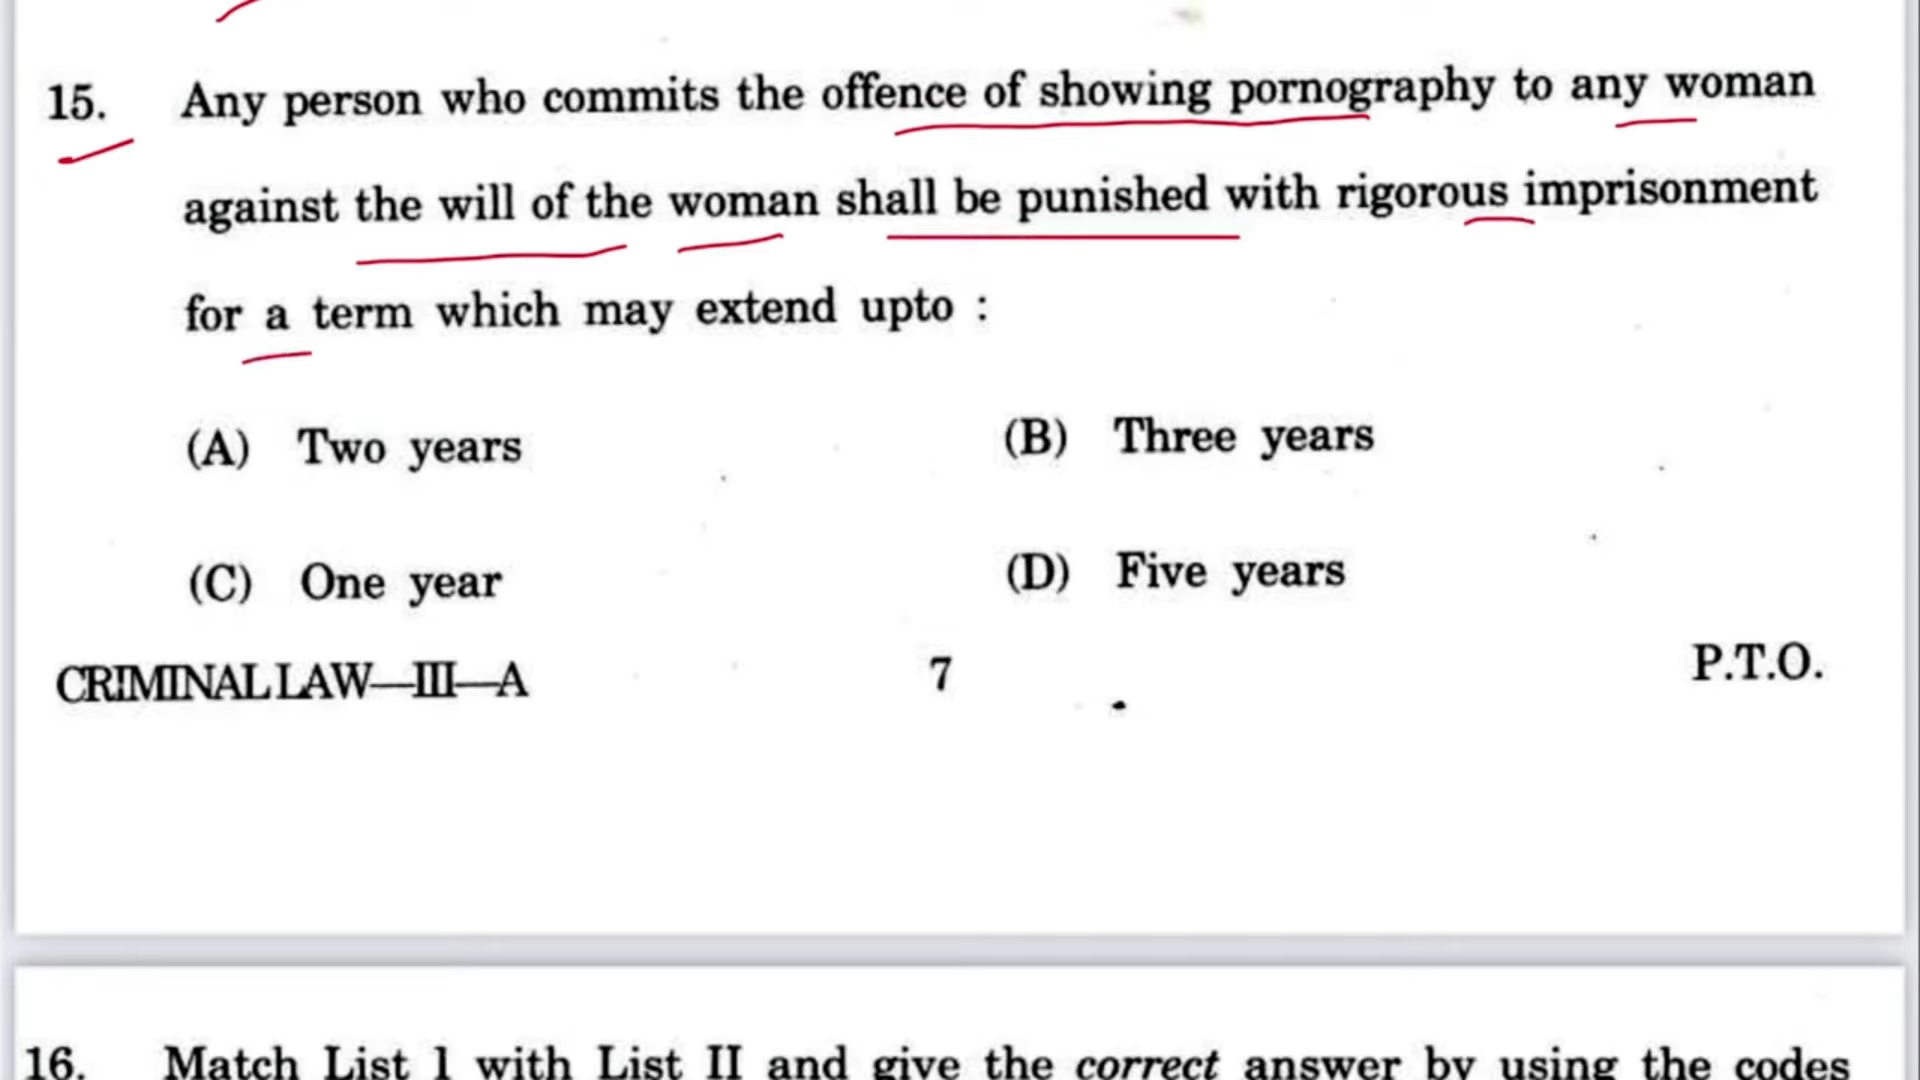 15. Any person who commits the offence of showing pornography to any woman
against the will of the woman shall be punished with rigorous imprisonment
for a term which may extend upto :
(A) Two years (B) Three years
(C) One year (D) Five years
CRIMINAL LAW—III—A 7 P.T.O.
16. Match List 1 with List II and give the correct answer by using the codes